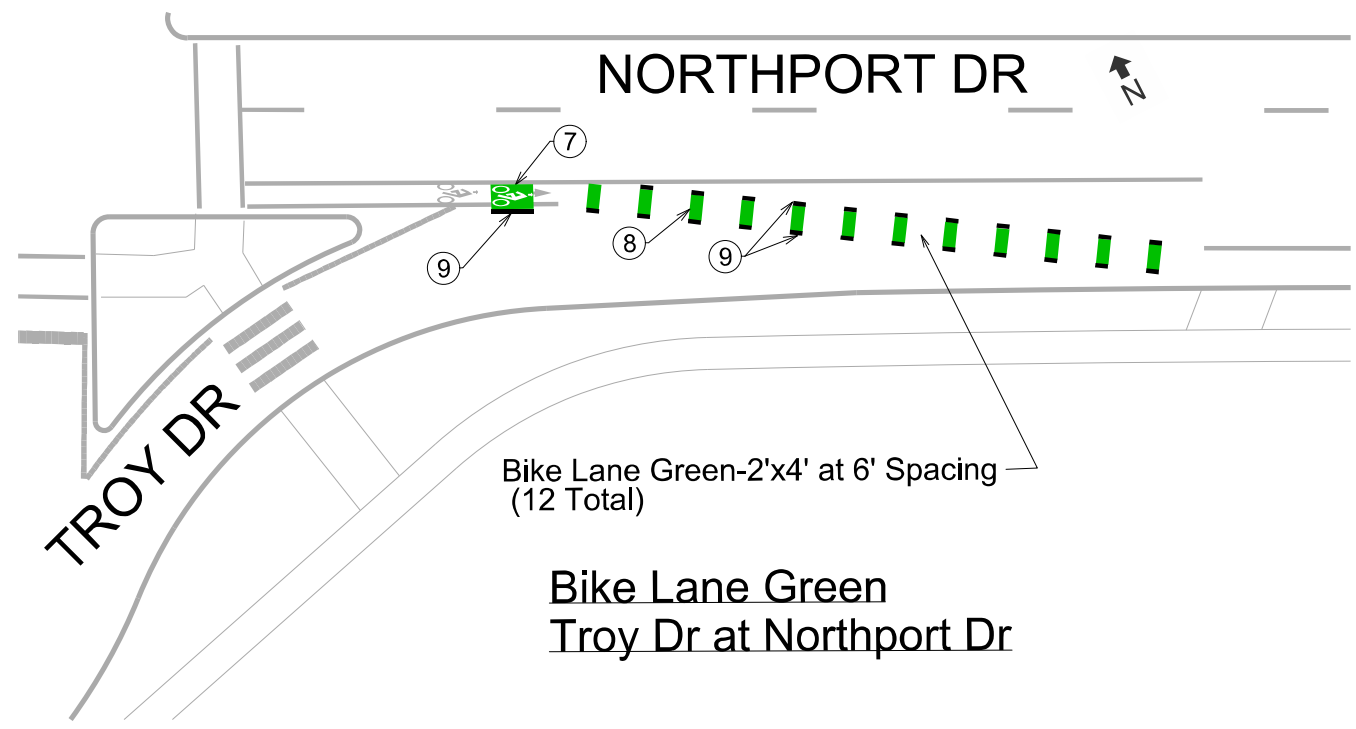 NORTHPORT DR
N
7
8
9
9
TROY DR
Bike Lane Green-2'x4' at 6' Spacing
(12 Total)
Bike Lane Green
Troy Dr at Northport Dr